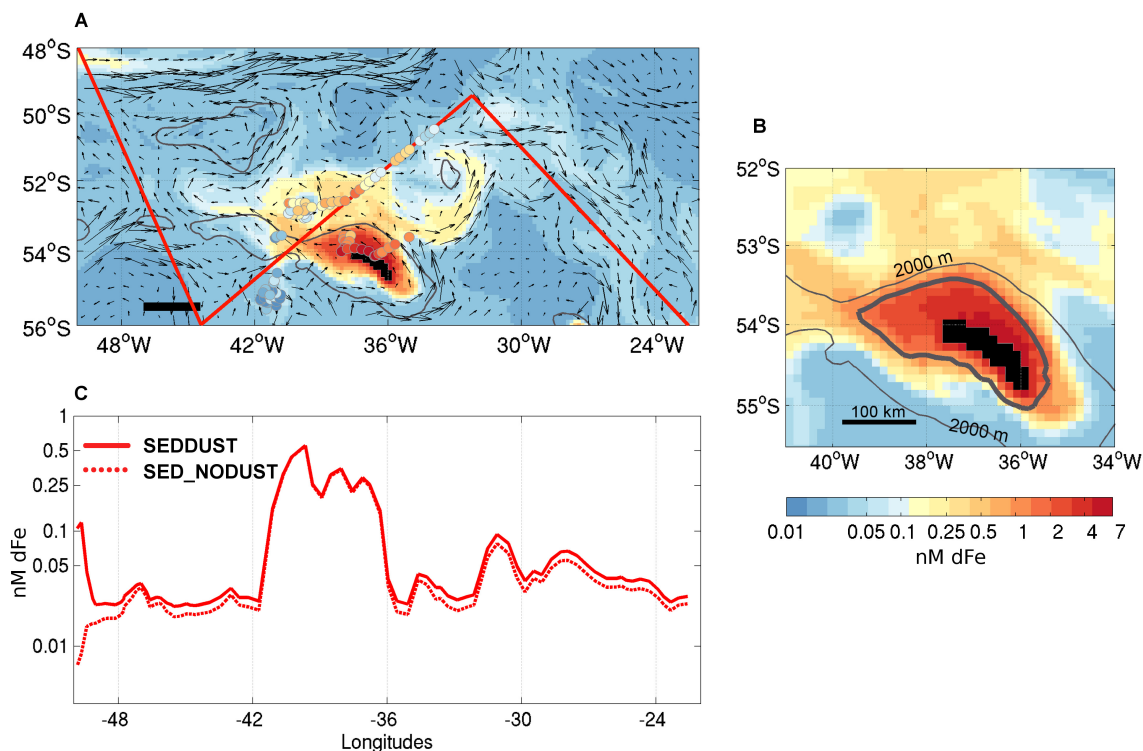 A
48°S
50°S
52°S
54°S
56°S
48°W
42°W
36°W
30°W
24°W
B
52°S
53°S
54°S
55°S
2000 m
2000 m
100 km
40°W
38°W
36°W
34°W
0.01
0.05
0.1
0.25
0.5
1
2
4
7
nM dFe
C
1
0.5
0.25
0.1
0.05
0.01
nM dFe
SEDDUST
SED_NODUST
-48
-42
-36
-30
-24
Longitudes